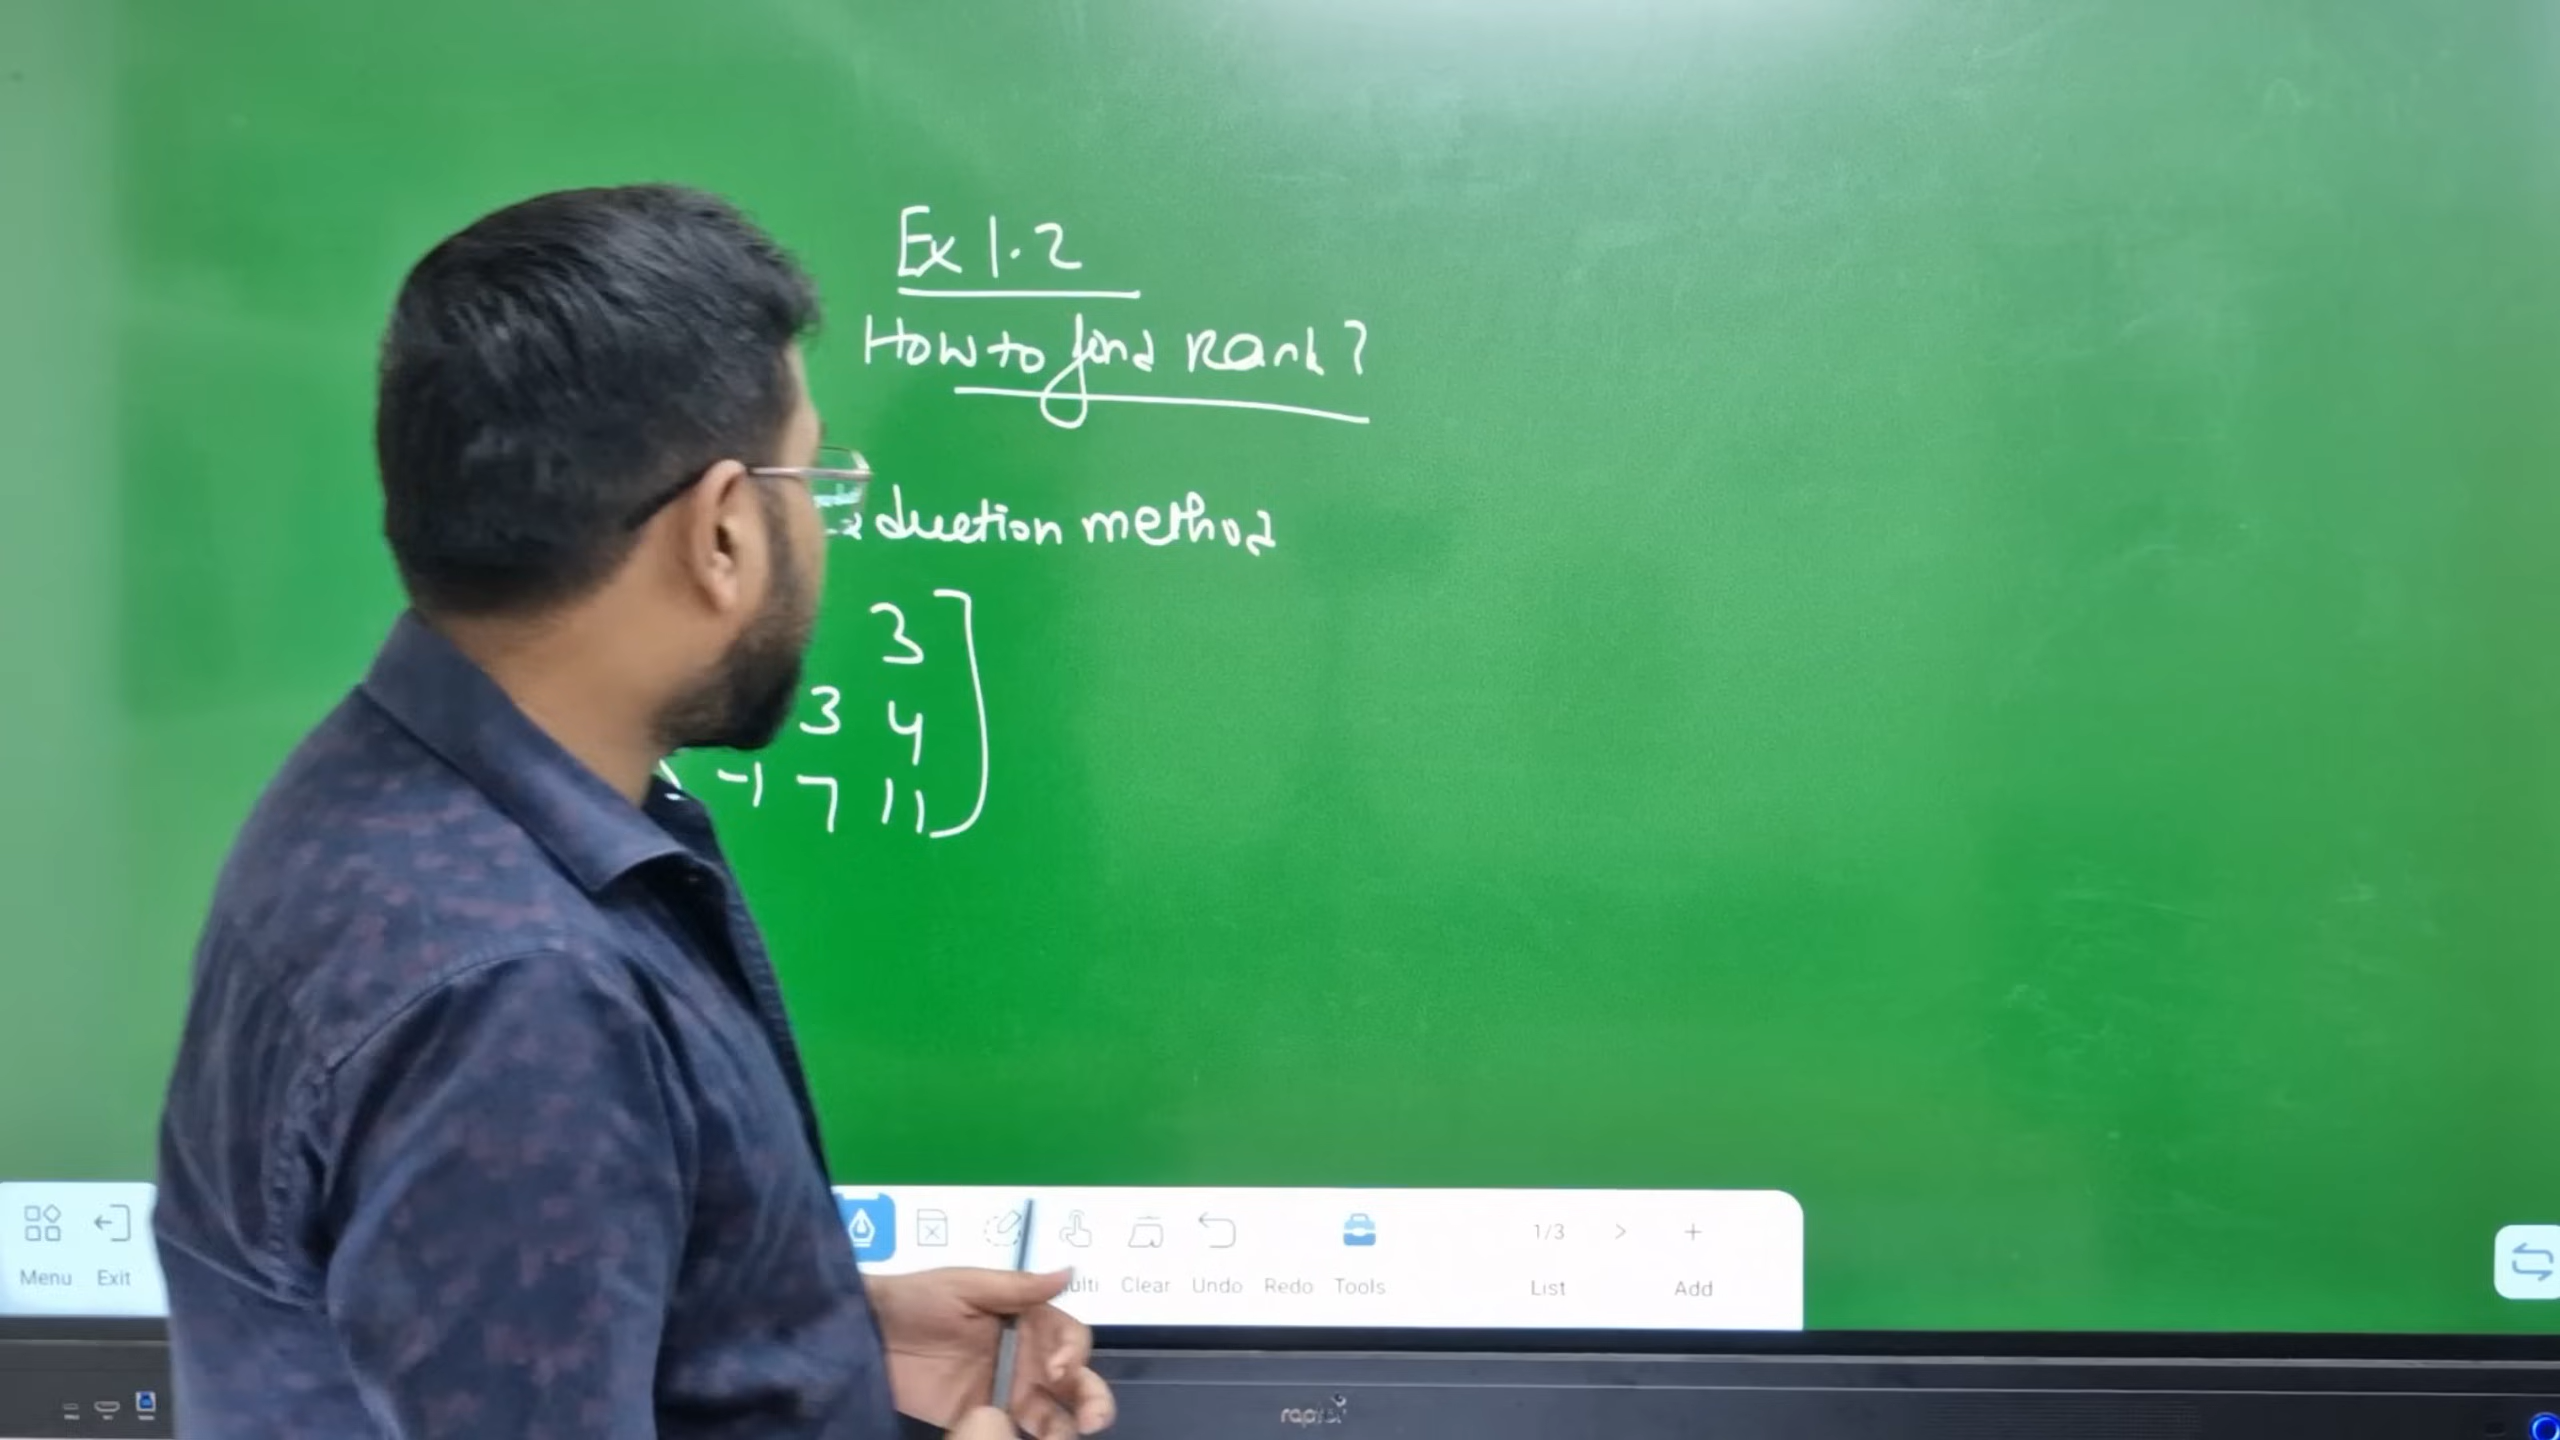 Ex 1.2
How to find Rank?
duction method
3
3 4
-1 7 11
Menu Exit Clear Undo Redo Tools 1/3 List > + Add
raptor